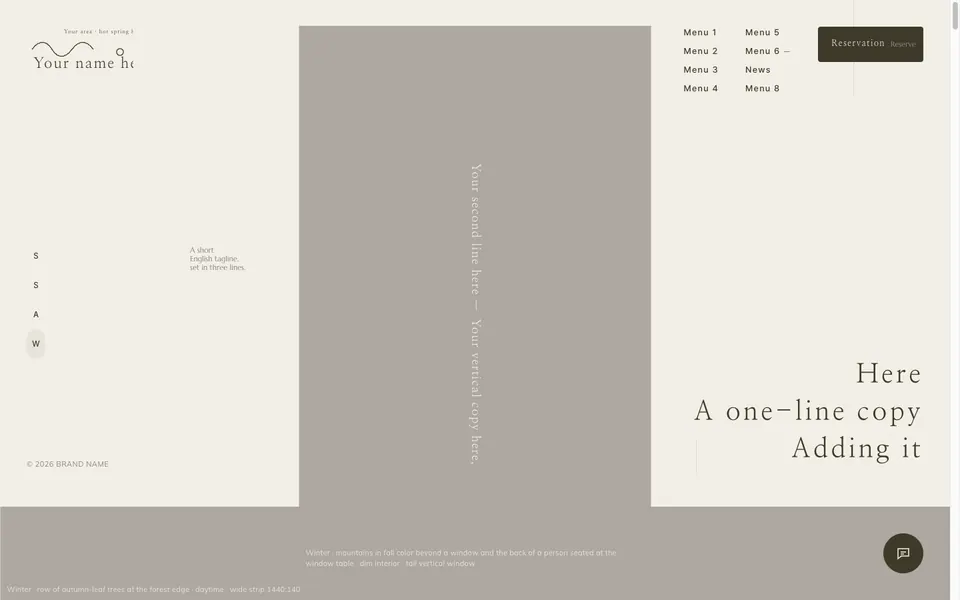 Your area · hot spring
Your name
Menu 1
Menu 2
Menu 3
Menu 4
Menu 5
Menu 6 —
News
Menu 8
Reservation Reserve
Your second line here — Your vertical copy here,
S
S
A
W
A short
English tagline,
set in three lines.
Here
A one-line copy
Adding it
© 2026 BRAND NAME
Winter · mountains in fall color beyond a window and the back of a person seated at the
window table · dim interior · tall vertical window
Winter · row of autumn-leaf trees at the forest edge · daytime · wide strip 1440:140